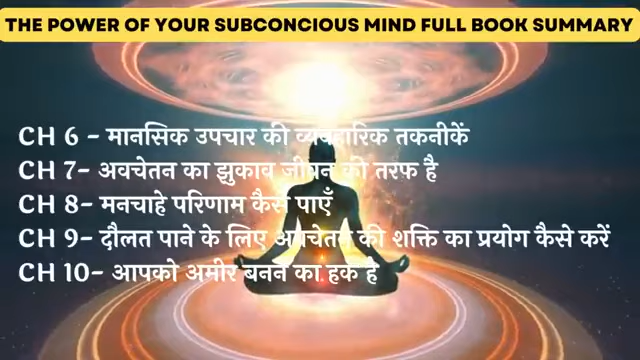 THE POWER OF YOUR SUBCONCIOUS MIND FULL BOOK SUMMARY
CH 6 - मानसिक उपचार की व्यवहारिक तकनीकें
CH 7- अवचेतन का झुकाव जीवन की तरफ़ है
CH 8- मनचाहे परिणाम कैसे पाएँ
CH 9- दौलत पाने के लिए अवचेतन की शक्ति का प्रयोग कैसे करें
CH 10- आपको अमीर बनने का हक है